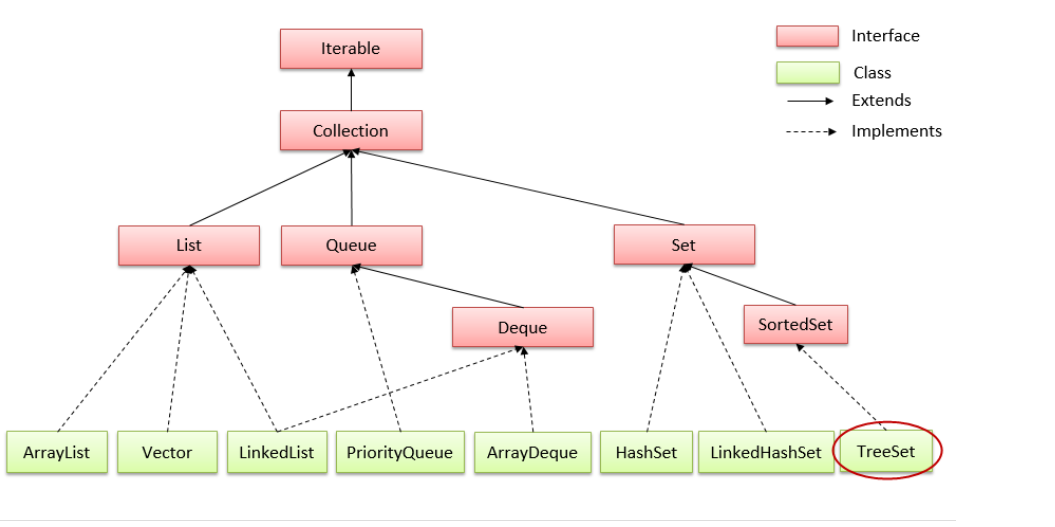 Iterable
Interface
Class
Extends
Implements
Collection
List
Queue
Set
Deque
SortedSet
ArrayList
Vector
LinkedList
PriorityQueue
ArrayDeque
HashSet
LinkedHashSet
TreeSet